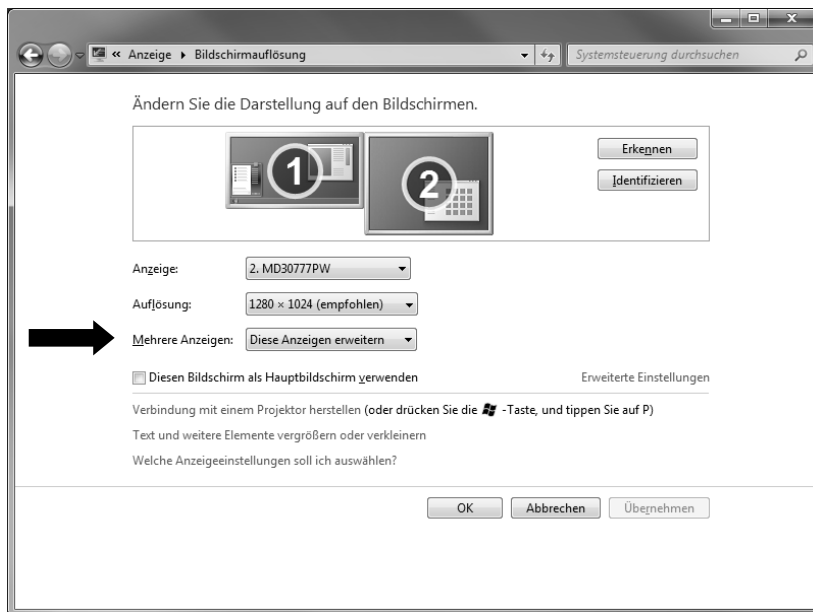 « Anzeige ▸ Bildschirmauflösung
Systemsteuerung durchsuchen
Ändern Sie die Darstellung auf den Bildschirmen.
1
2
Erkennen
Identifizieren
Anzeige: 2. MD30777PW
Auflösung: 1280 × 1024 (empfohlen)
Mehrere Anzeigen: Diese Anzeigen erweitern
Diesen Bildschirm als Hauptbildschirm verwenden
Erweiterte Einstellungen
Verbindung mit einem Projektor herstellen (oder drücken Sie die -Taste, und tippen Sie auf P)
Text und weitere Elemente vergrößern oder verkleinern
Welche Anzeigeeinstellungen soll ich auswählen?
OK Abbrechen Übernehmen